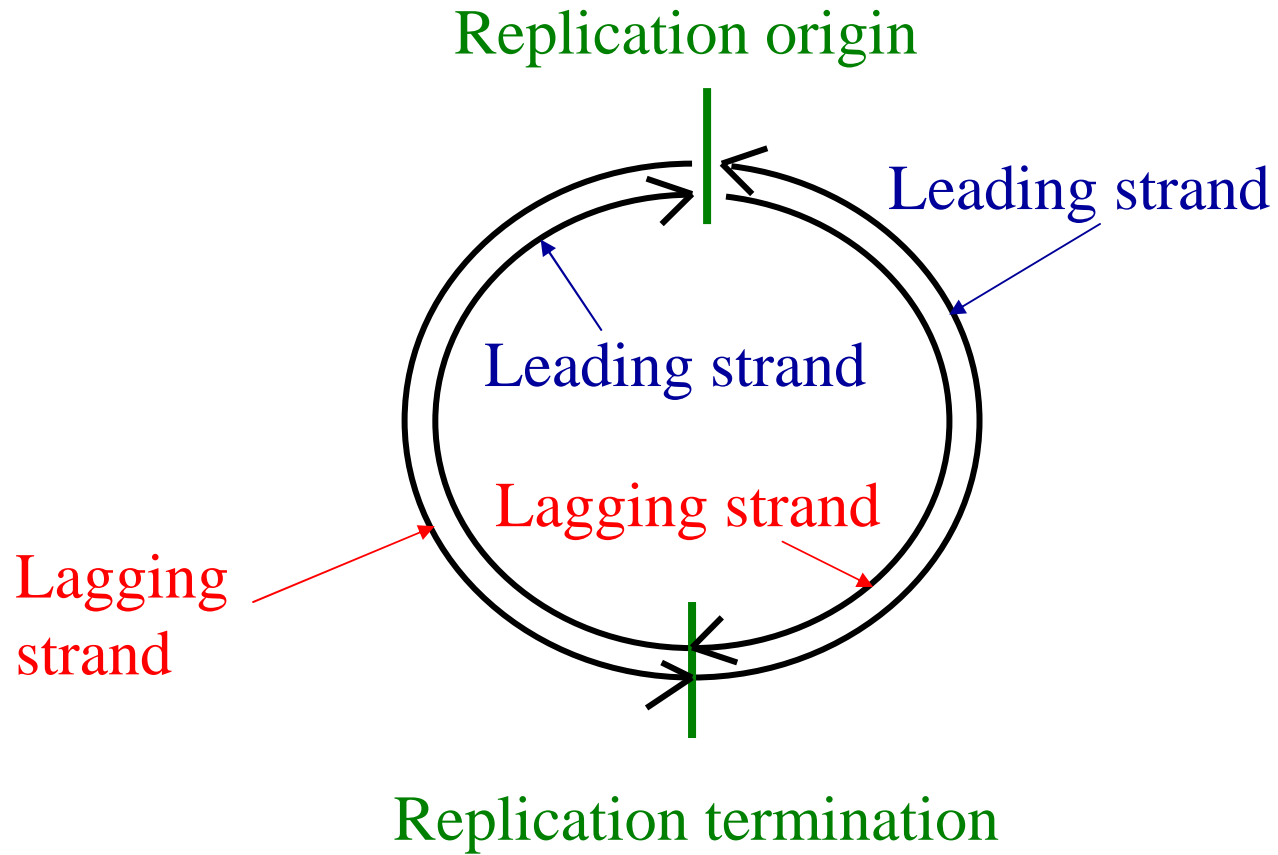 Replication origin
Leading strand
Leading strand
Lagging strand
Lagging
strand
Replication termination